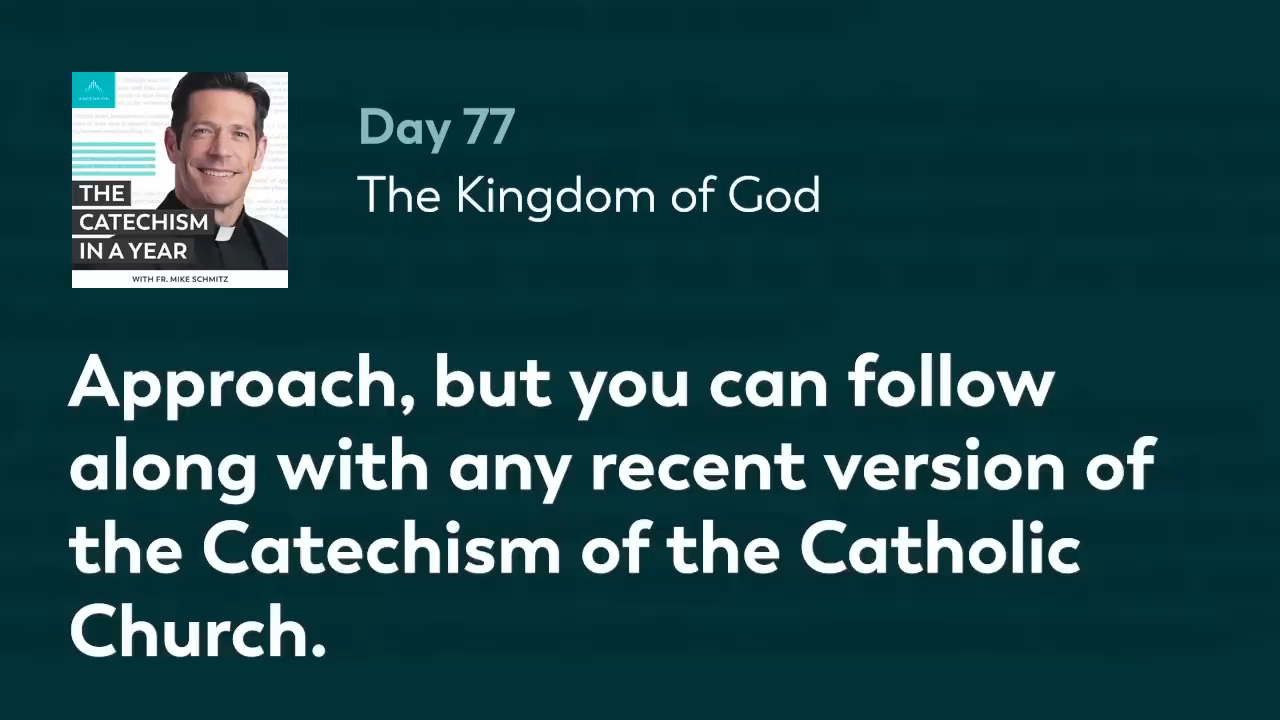 ASCENSION
Day 77
The Kingdom of God
THE
CATECHISM
IN A YEAR
WITH FR. MIKE SCHMITZ
Approach, but you can follow
along with any recent version of
the Catechism of the Catholic
Church.